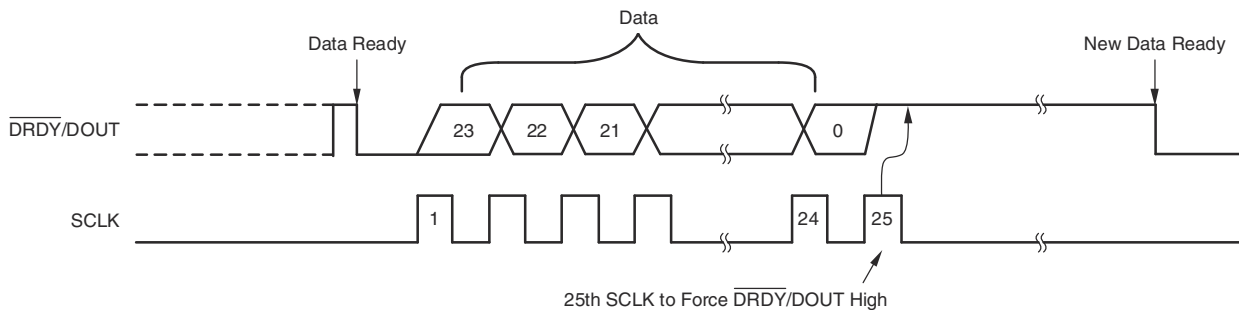 Data
Data Ready
New Data Ready
DRDY/DOUT
23
22
21
0
SCLK
1
24
25
25th SCLK to Force DRDY/DOUT High